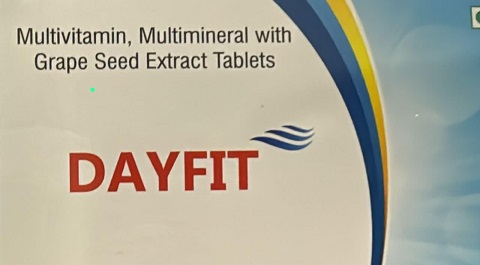 Multivitamin, Multimineral with
Grape Seed Extract Tablets
DAYFIT